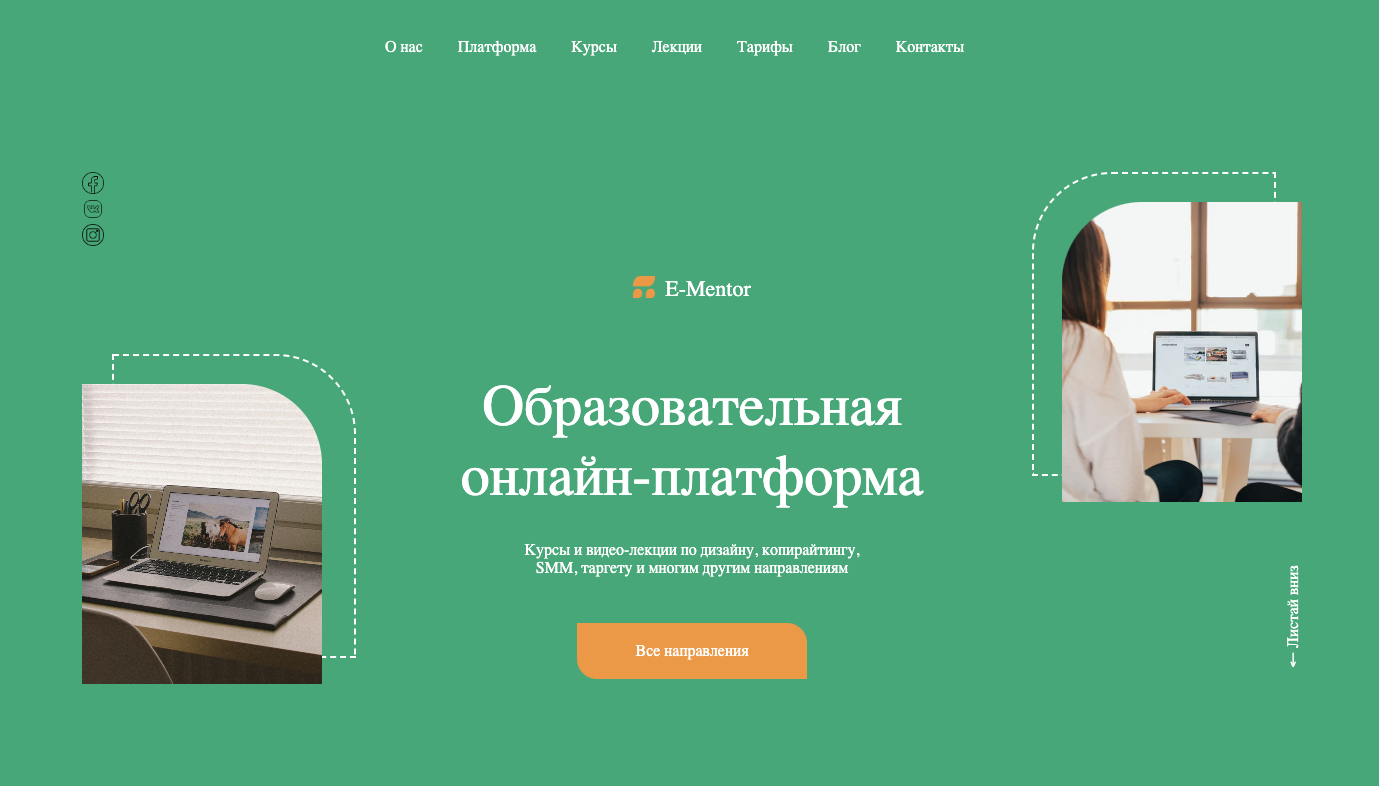 О нас Платформа Курсы Лекции Тарифы Блог Контакты
E-Mentor
Образовательная
онлайн-платформа
Курсы и видео-лекции по дизайну, копирайтингу,
SMM, таргету и многим другим направлениям
Все направления
Листай вниз